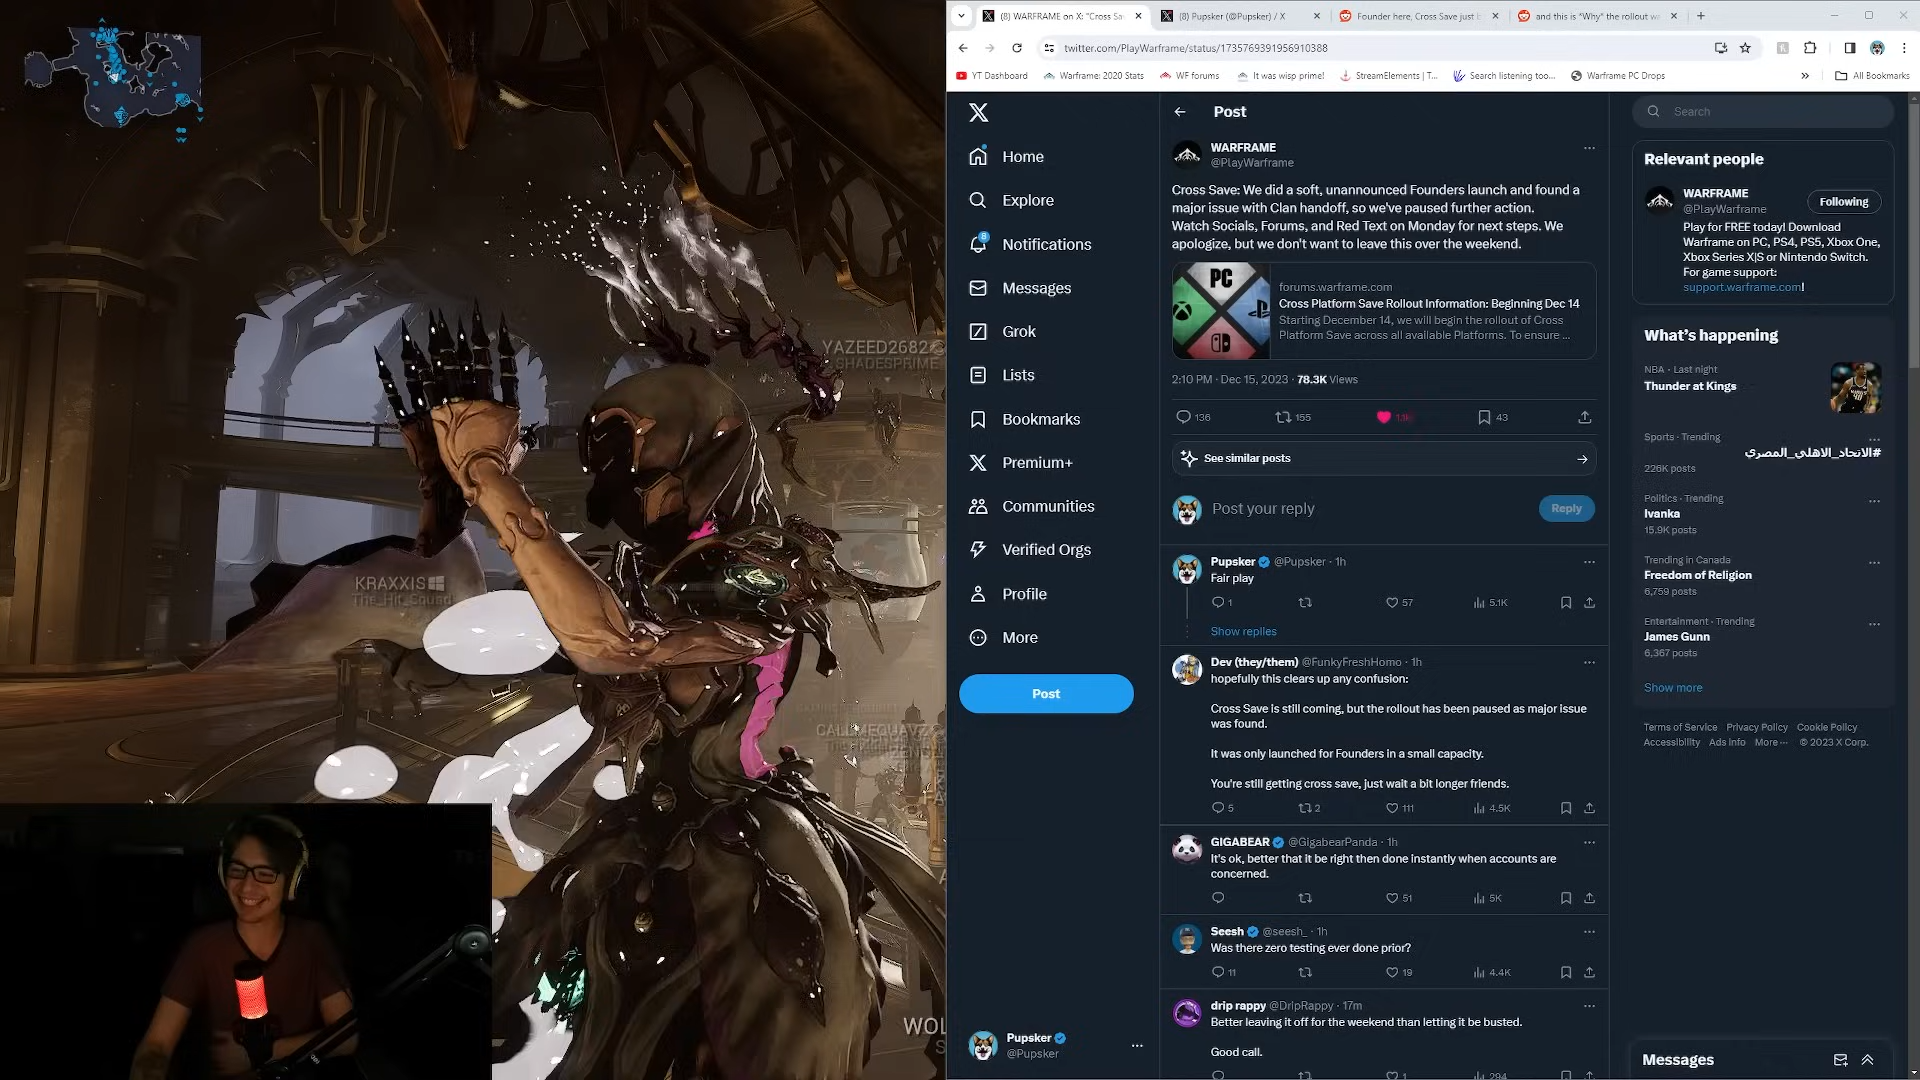 YAZEED2682
SHADESPRIME
KRAXXIS
The_Hit_Squad
WOL
(8) WARFRAME on X: "Cross Sa
(8) Pupsker (@Pupsker) / X
Founder here, Cross Save just
and this is *Why* the rollout w
twitter.com/PlayWarframe/status/1735769391956910388
YT Dashboard
Warframe: 2020 Stats
WF forums
It was wisp prime!
StreamElements | T...
Search listening too...
Warframe PC Drops
»
All Bookmarks
Home
Explore
8
Notifications
Messages
Grok
Lists
Bookmarks
Premium+
Communities
Verified Orgs
Profile
More
Post
Pupsker
@Pupsker
Post
WARFRAME
@PlayWarframe
Cross Save: We did a soft, unannounced Founders launch and found a
major issue with Clan handoff, so we've paused further action.
Watch Socials, Forums, and Red Text on Monday for next steps. We
apologize, but we don't want to leave this over the weekend.
PC
forums.warframe.com
Cross Platform Save Rollout Information: Beginning Dec 14
Starting December 14, we will begin the rollout of Cross
Platform Save across all available Platforms. To ensure ...
2:10 PM · Dec 15, 2023 · 78.3K Views
136
155
1.1K
43
See similar posts
Post your reply
Reply
Pupsker @Pupsker · 1h
Fair play
1
57
5.1K
Show replies
Dev (they/them) @FunkyFreshHomo · 1h
hopefully this clears up any confusion:
Cross Save is still coming, but the rollout has been paused as major issue
was found.
It was only launched for Founders in a small capacity.
You're still getting cross save, just wait a bit longer friends.
5
2
111
4.5K
GIGABEAR @GigabearPanda · 1h
It's ok, better that it be right then done instantly when accounts are
concerned.
51
5K
Seesh @seesh_ · 1h
Was there zero testing ever done prior?
11
19
4.4K
drip rappy @DripRappy · 17m
Better leaving it off for the weekend than letting it be busted.
Good call.
1
294
Search
Relevant people
WARFRAME
@PlayWarframe
Following
Play for FREE today! Download
Warframe on PC, PS4, PS5, Xbox One,
Xbox Series X|S or Nintendo Switch.
For game support:
support.warframe.com!
What's happening
NBA · Last night
Thunder at Kings
Sports · Trending
#الاتحاد_الاهلي_المصري
226K posts
Politics · Trending
Ivanka
15.9K posts
Trending in Canada
Freedom of Religion
6,759 posts
Entertainment · Trending
James Gunn
6,367 posts
Show more
Terms of Service Privacy Policy Cookie Policy
Accessibility Ads info More ··· © 2023 X Corp.
Messages